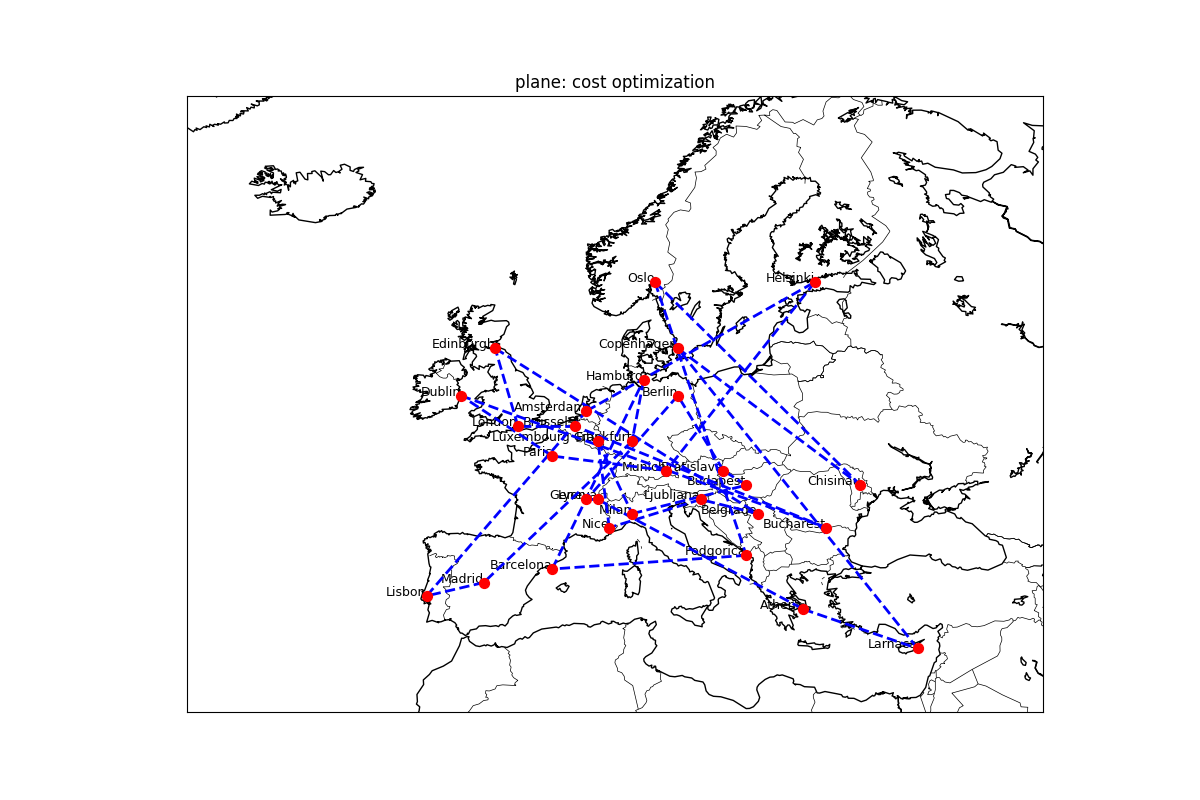 plane: cost optimization
Oslo
Helsinki
Edinburgh
Copenhagen
Hamburg
Dublin
Berlin
Amsterdam
London
Brussels
Luxembourg
Frankfurt
Paris
Munich
Bratislava
Budapest
Chisinau
Lyon
Ljubljana
Milan
Belgrade
Nice
Bucharest
Podgorica
Barcelona
Madrid
Lisbon
Athens
Larnaca